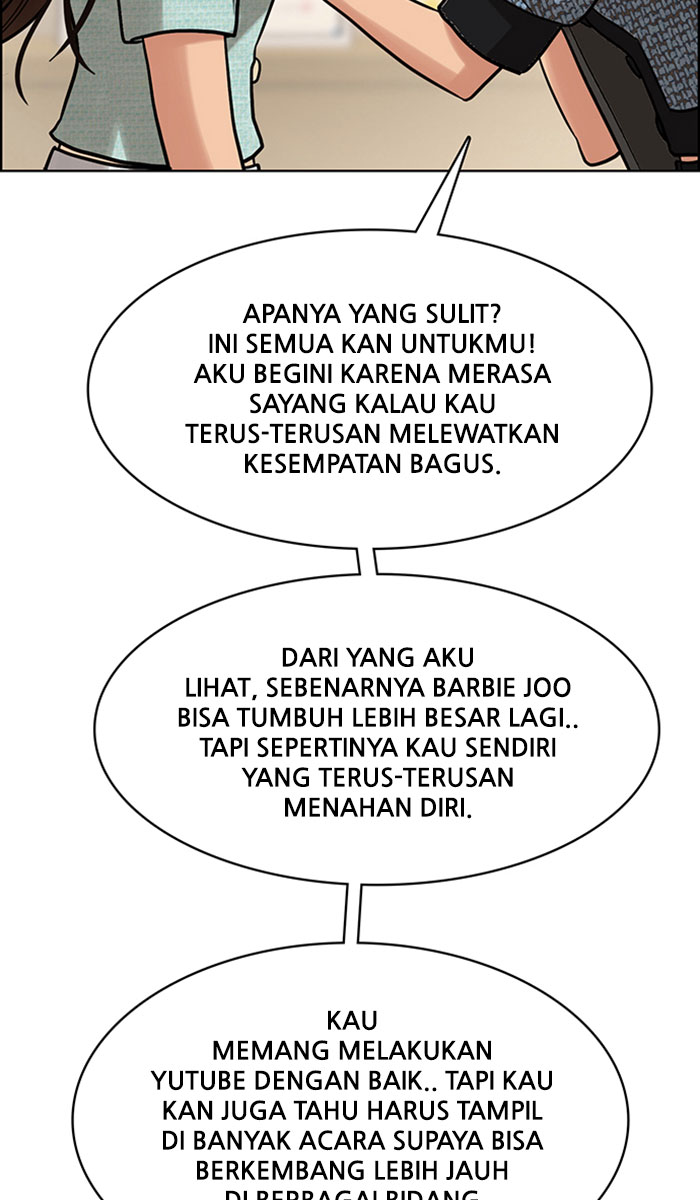 APANYA YANG SULIT?
INI SEMUA KAN UNTUKMU!
AKU BEGINI KARENA MERASA
SAYANG KALAU KAU
TERUS-TERUSAN MELEWATKAN
KESEMPATAN BAGUS.
DARI YANG AKU
LIHAT, SEBENARNYA BARBIE JOO
BISA TUMBUH LEBIH BESAR LAGI..
TAPI SEPERTINYA KAU SENDIRI
YANG TERUS-TERUSAN
MENAHAN DIRI.
KAU
MEMANG MELAKUKAN
YUTUBE DENGAN BAIK.. TAPI KAU
KAN JUGA TAHU HARUS TAMPIL
DI BANYAK ACARA SUPAYA BISA
BERKEMBANG LEBIH JAUH
DI BERBAGAI BIDANG